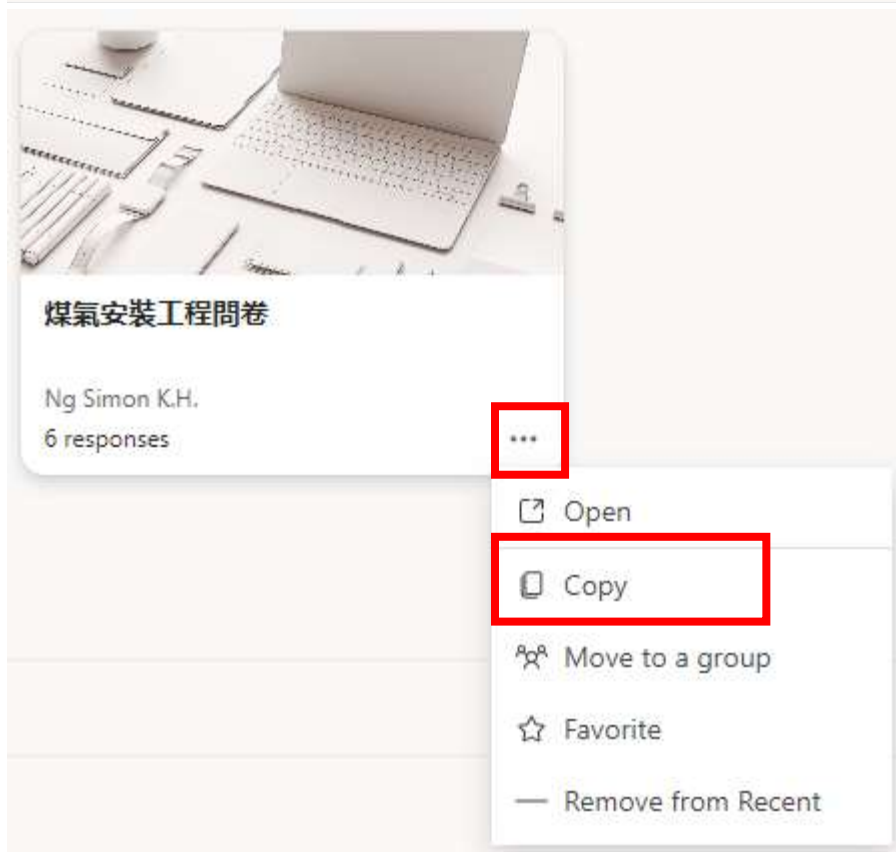 煤氣安裝工程問卷
Ng Simon K.H.
6 responses
Open
Copy
Move to a group
Favorite
Remove from Recent